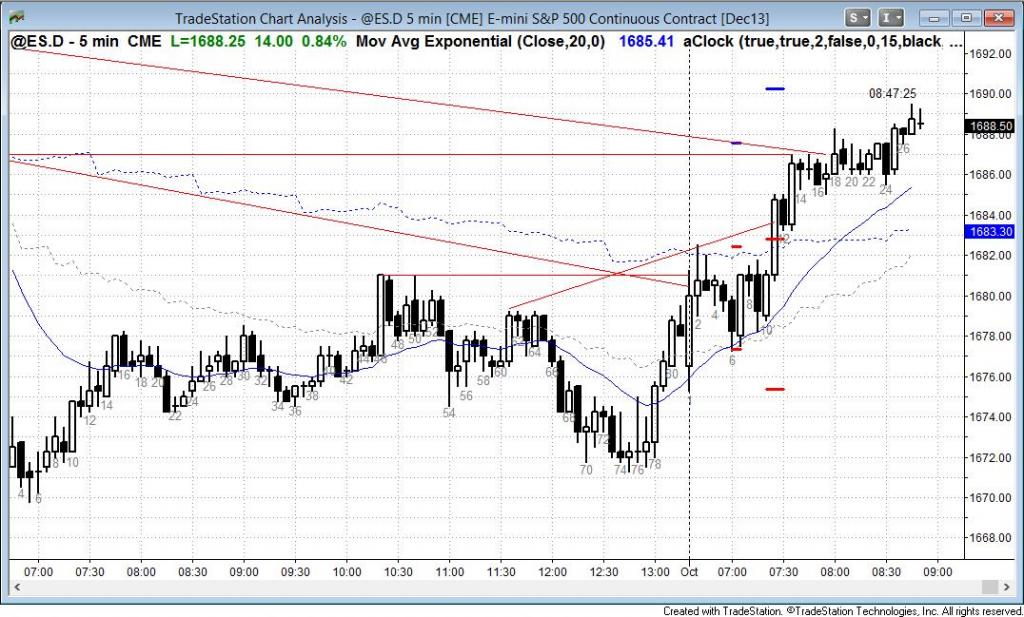 TradeStation Chart Analysis - @ES.D 5 min [CME] E-mini S&P 500 Continuous Contract [Dec13]
S I
@ES.D - 5 min CME L=1688.25 14.00 0.84% Mov Avg Exponential (Close,20,0) 1685.41 aClock (true,true,2,false,0,15,black ...
1692.00
08:47:25
1690.00
1688.50
1688.00
1686.00
1684.00
1683.30
1682.00
1680.00
1678.00
1676.00
1674.00
1672.00
1670.00
1668.00
4 6 8 10 12 14 16 18 20 22 24 26 28 30 32 34 36 38 42 48 50 52 54 56 58 60 64 66 68 70 72 74 76 78 80
2 4 6 8 10 12 14 16 18 20 22 24 26
07:00 07:30 08:00 08:30 09:00 09:30 10:00 10:30 11:00 11:30 12:00 12:30 13:00 Oct 07:00 07:30 08:00 08:30 09:00
Created with TradeStation. ©TradeStation Technologies, Inc. All rights reserved.